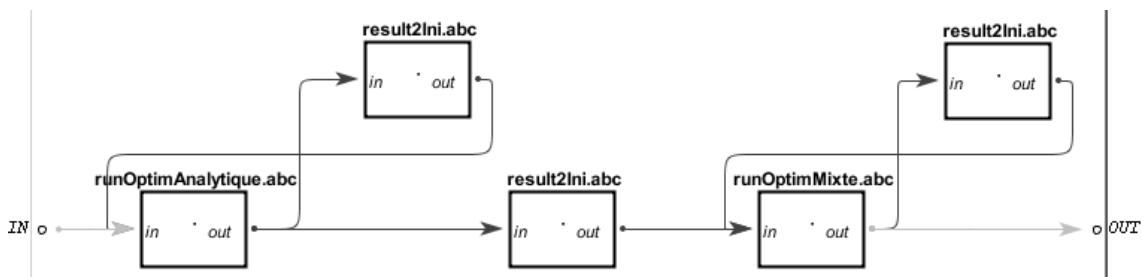 result2Ini.abc
in out
result2Ini.abc
in out
runOptimAnalytique.abc
result2Ini.abc
runOptimMixte.abc
IN
in out
in out
in out
OUT